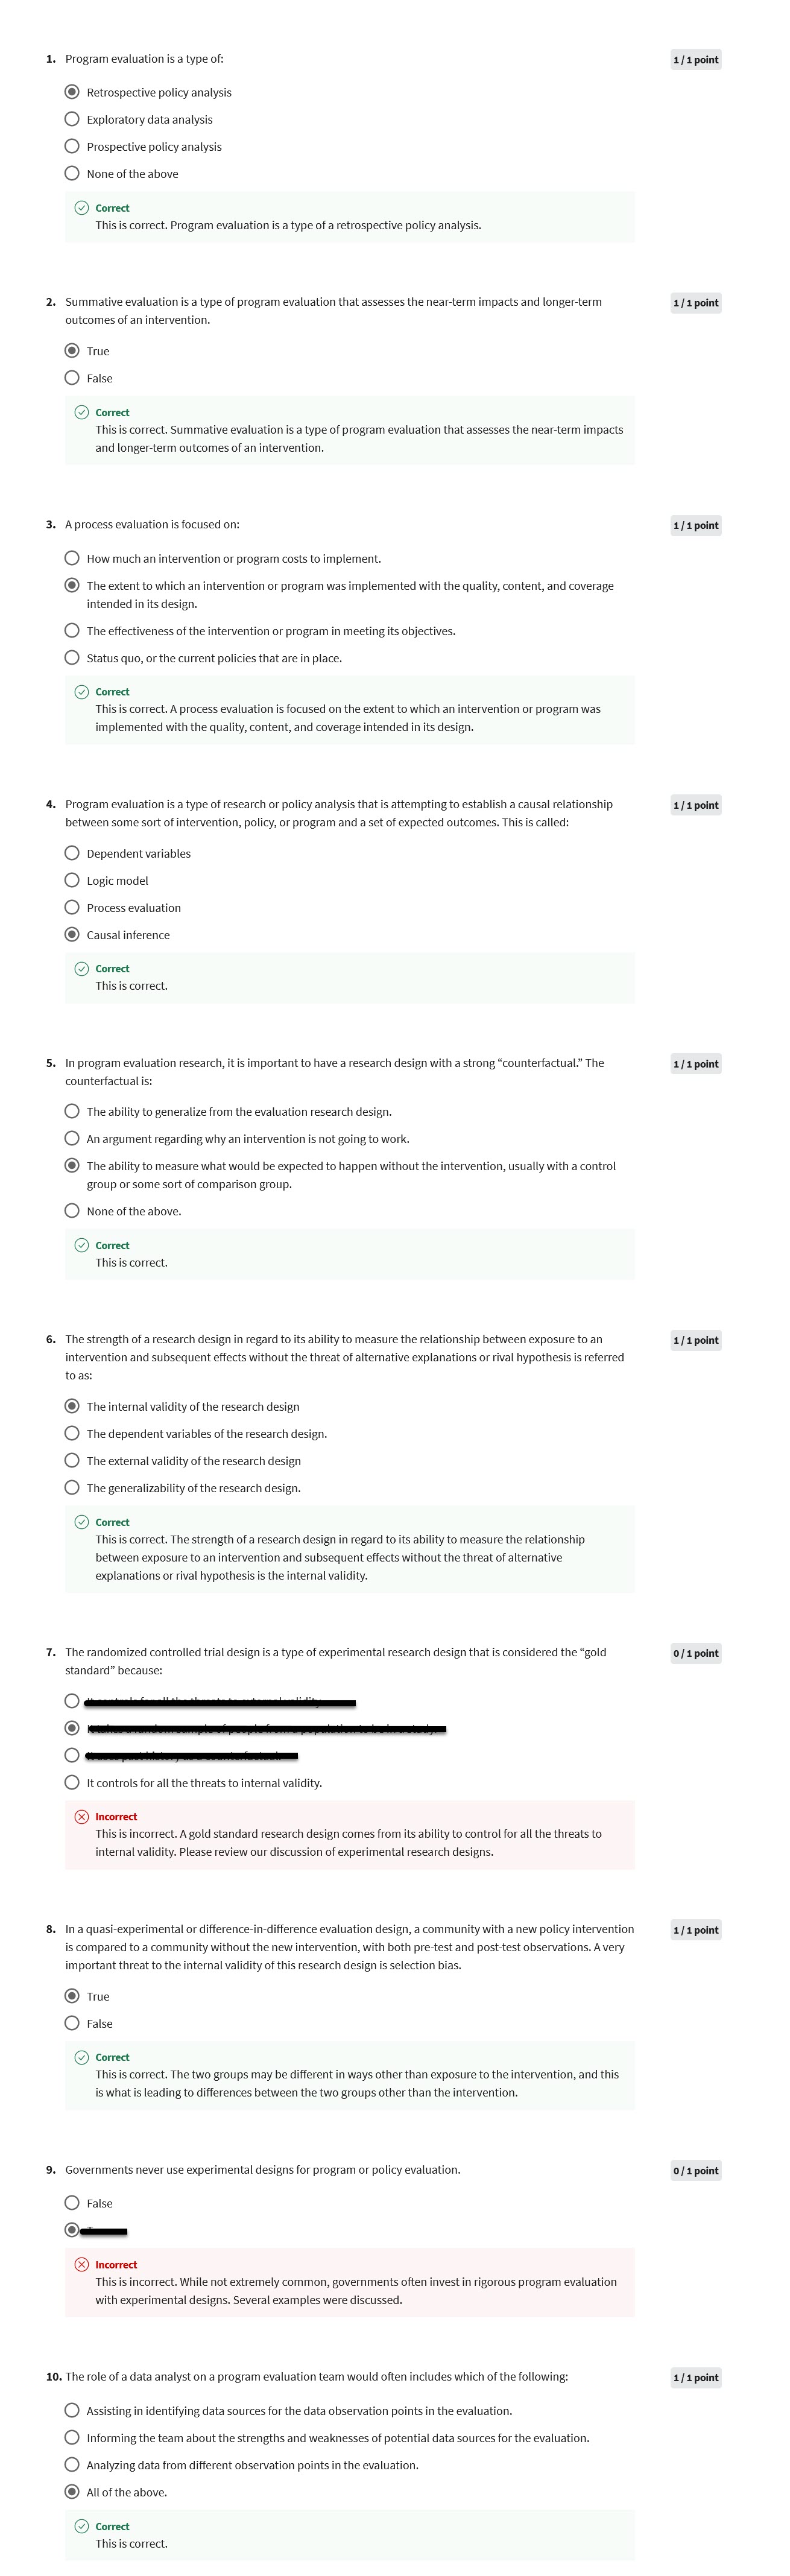 1. Program evaluation is a type of:
1 / 1 point
Retrospective policy analysis
Exploratory data analysis
Prospective policy analysis
None of the above
Correct
This is correct. Program evaluation is a type of a retrospective policy analysis.
2. Summative evaluation is a type of program evaluation that assesses the near-term impacts and longer-term
outcomes of an intervention.
1 / 1 point
True
False
Correct
This is correct. Summative evaluation is a type of program evaluation that assesses the near-term impacts
and longer-term outcomes of an intervention.
3. A process evaluation is focused on:
1 / 1 point
How much an intervention or program costs to implement.
The extent to which an intervention or program was implemented with the quality, content, and coverage
intended in its design.
The effectiveness of the intervention or program in meeting its objectives.
Status quo, or the current policies that are in place.
Correct
This is correct. A process evaluation is focused on the extent to which an intervention or program was
implemented with the quality, content, and coverage intended in its design.
4. Program evaluation is a type of research or policy analysis that is attempting to establish a causal relationship
between some sort of intervention, policy, or program and a set of expected outcomes. This is called:
1 / 1 point
Dependent variables
Logic model
Process evaluation
Causal inference
Correct
This is correct.
5. In program evaluation research, it is important to have a research design with a strong “counterfactual.” The
counterfactual is:
1 / 1 point
The ability to generalize from the evaluation research design.
An argument regarding why an intervention is not going to work.
The ability to measure what would be expected to happen without the intervention, usually with a control
group or some sort of comparison group.
None of the above.
Correct
This is correct.
6. The strength of a research design in regard to its ability to measure the relationship between exposure to an
intervention and subsequent effects without the threat of alternative explanations or rival hypothesis is referred
to as:
1 / 1 point
The internal validity of the research design
The dependent variables of the research design.
The external validity of the research design
The generalizability of the research design.
Correct
This is correct. The strength of a research design in regard to its ability to measure the relationship
between exposure to an intervention and subsequent effects without the threat of alternative
explanations or rival hypothesis is the internal validity.
7. The randomized controlled trial design is a type of experimental research design that is considered the “gold
standard” because:
0 / 1 point
It controls for all the threats to internal validity.
Incorrect
This is incorrect. A gold standard research design comes from its ability to control for all the threats to
internal validity. Please review our discussion of experimental research designs.
8. In a quasi-experimental or difference-in-difference evaluation design, a community with a new policy intervention
is compared to a community without the new intervention, with both pre-test and post-test observations. A very
important threat to the internal validity of this research design is selection bias.
1 / 1 point
True
False
Correct
This is correct. The two groups may be different in ways other than exposure to the intervention, and this
is what is leading to differences between the two groups other than the intervention.
9. Governments never use experimental designs for program or policy evaluation.
0 / 1 point
False
Incorrect
This is incorrect. While not extremely common, governments often invest in rigorous program evaluation
with experimental designs. Several examples were discussed.
10. The role of a data analyst on a program evaluation team would often includes which of the following:
1 / 1 point
Assisting in identifying data sources for the data observation points in the evaluation.
Informing the team about the strengths and weaknesses of potential data sources for the evaluation.
Analyzing data from different observation points in the evaluation.
All of the above.
Correct
This is correct.